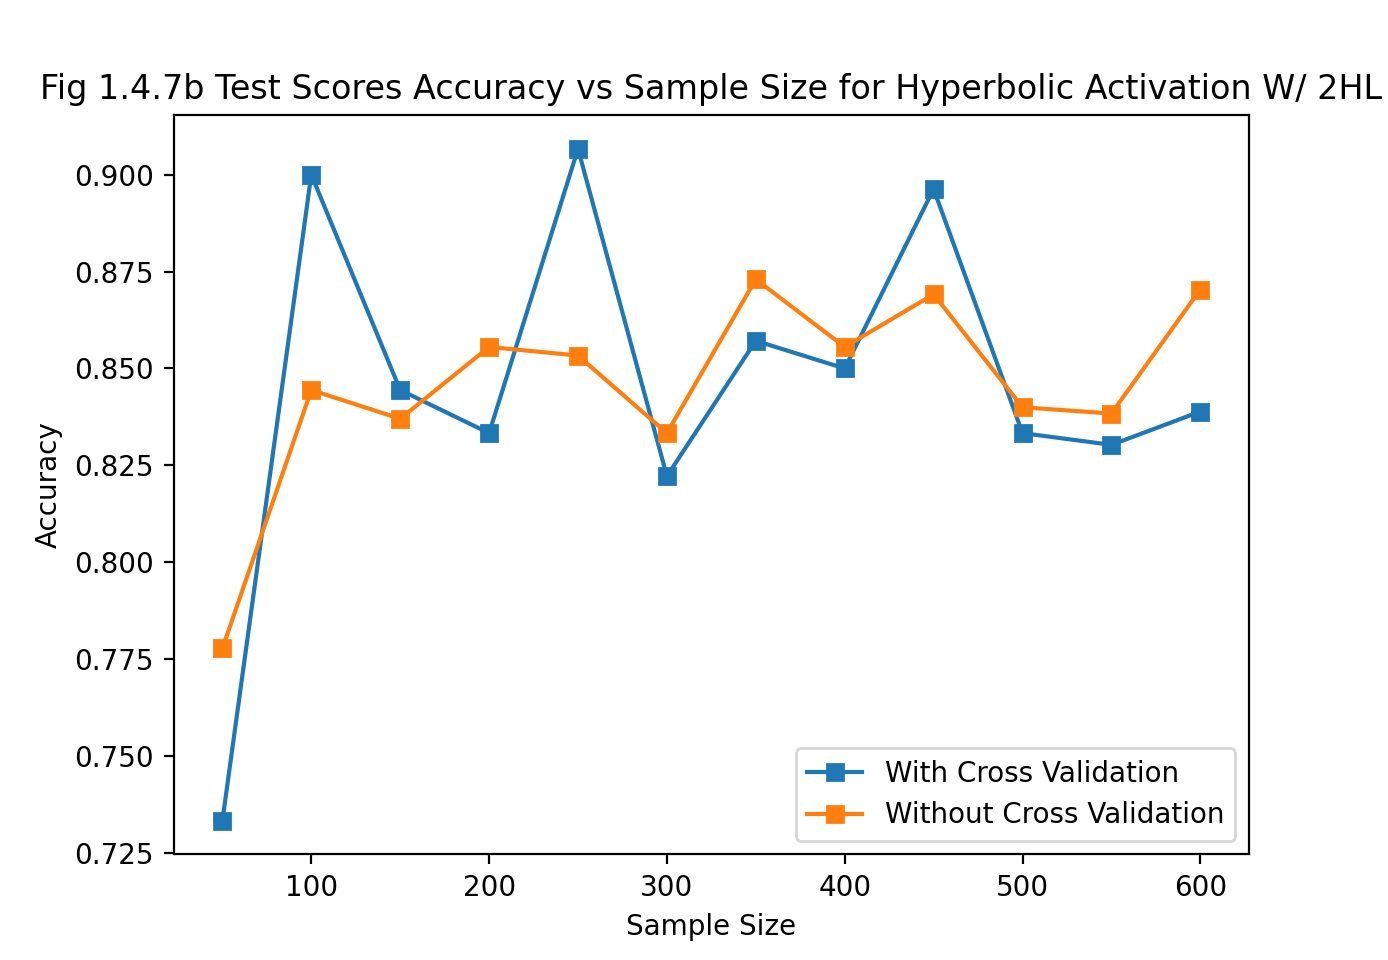 Fig 1.4.7b Test Scores Accuracy vs Sample Size for Hyperbolic Activation W/ 2HL
0.900
0.875
0.850
0.825
0.800
0.775
0.750
0.725
Accuracy
With Cross Validation
Without Cross Validation
100 200 300 400 500 600
Sample Size